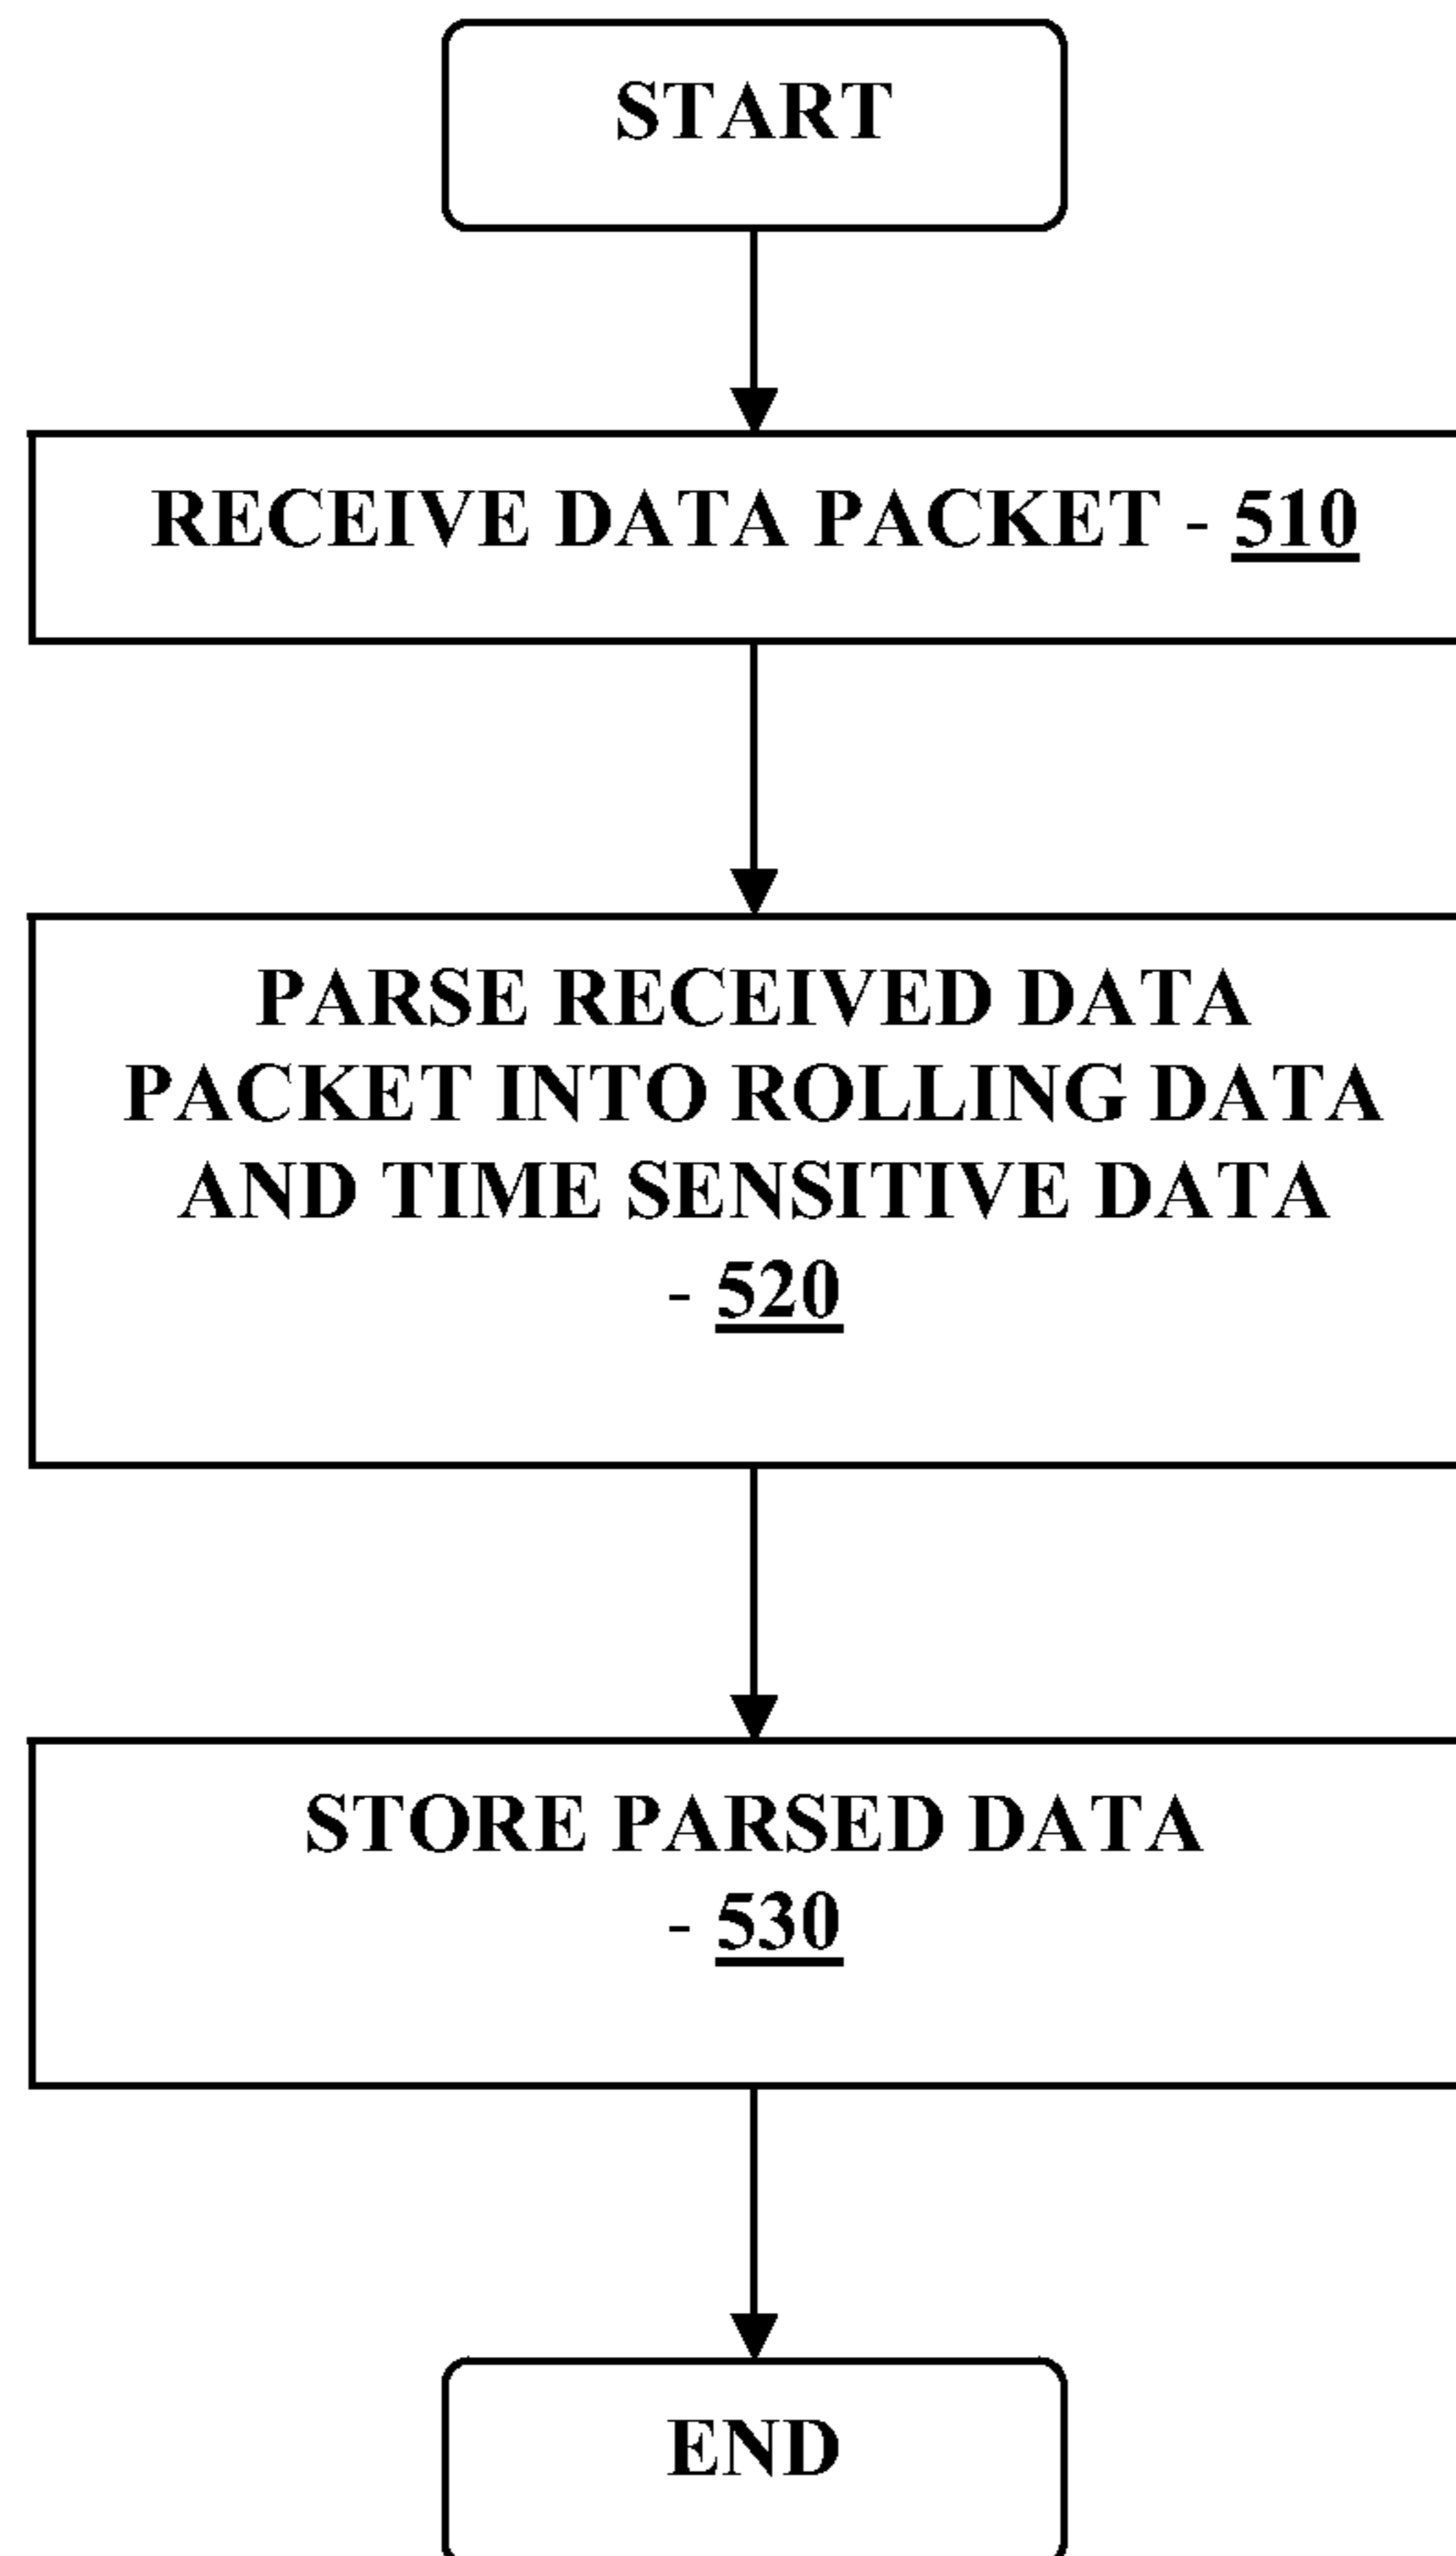 START
RECEIVE DATA PACKET - 510
PARSE RECEIVED DATA
PACKET INTO ROLLING DATA
AND TIME SENSITIVE DATA
- 520
STORE PARSED DATA
- 530
END